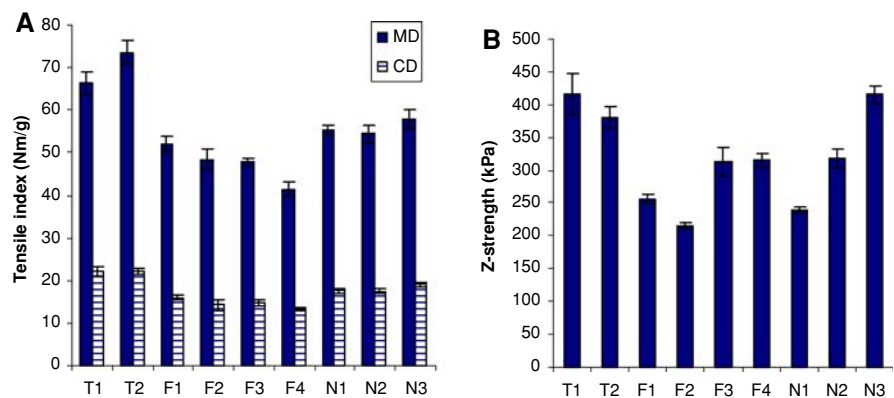 A
Tensile index (Nm/g)
80
70
60
50
40
30
20
10
0
MD
CD
T1 T2 F1 F2 F3 F4 N1 N2 N3
B
Z-strength (kPa)
500
450
400
350
300
250
200
150
100
50
0
T1 T2 F1 F2 F3 F4 N1 N2 N3